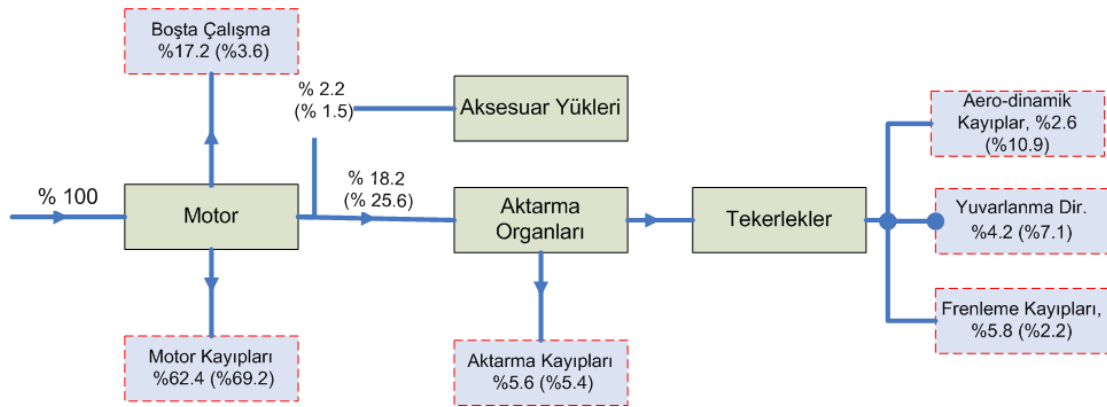 Boşta Çalışma
%17.2 (%3.6)
% 2.2
(% 1.5)
Aksesuar Yükleri
Aero-dinamik
Kayıplar, %2.6
(%10.9)
% 100
Motor
% 18.2
(% 25.6)
Aktarma
Organları
Tekerlekler
Yuvarlanma Dir.
%4.2 (%7.1)
Frenleme Kayıpları,
%5.8 (%2.2)
Motor Kayıpları
%62.4 (%69.2)
Aktarma Kayıpları
%5.6 (%5.4)